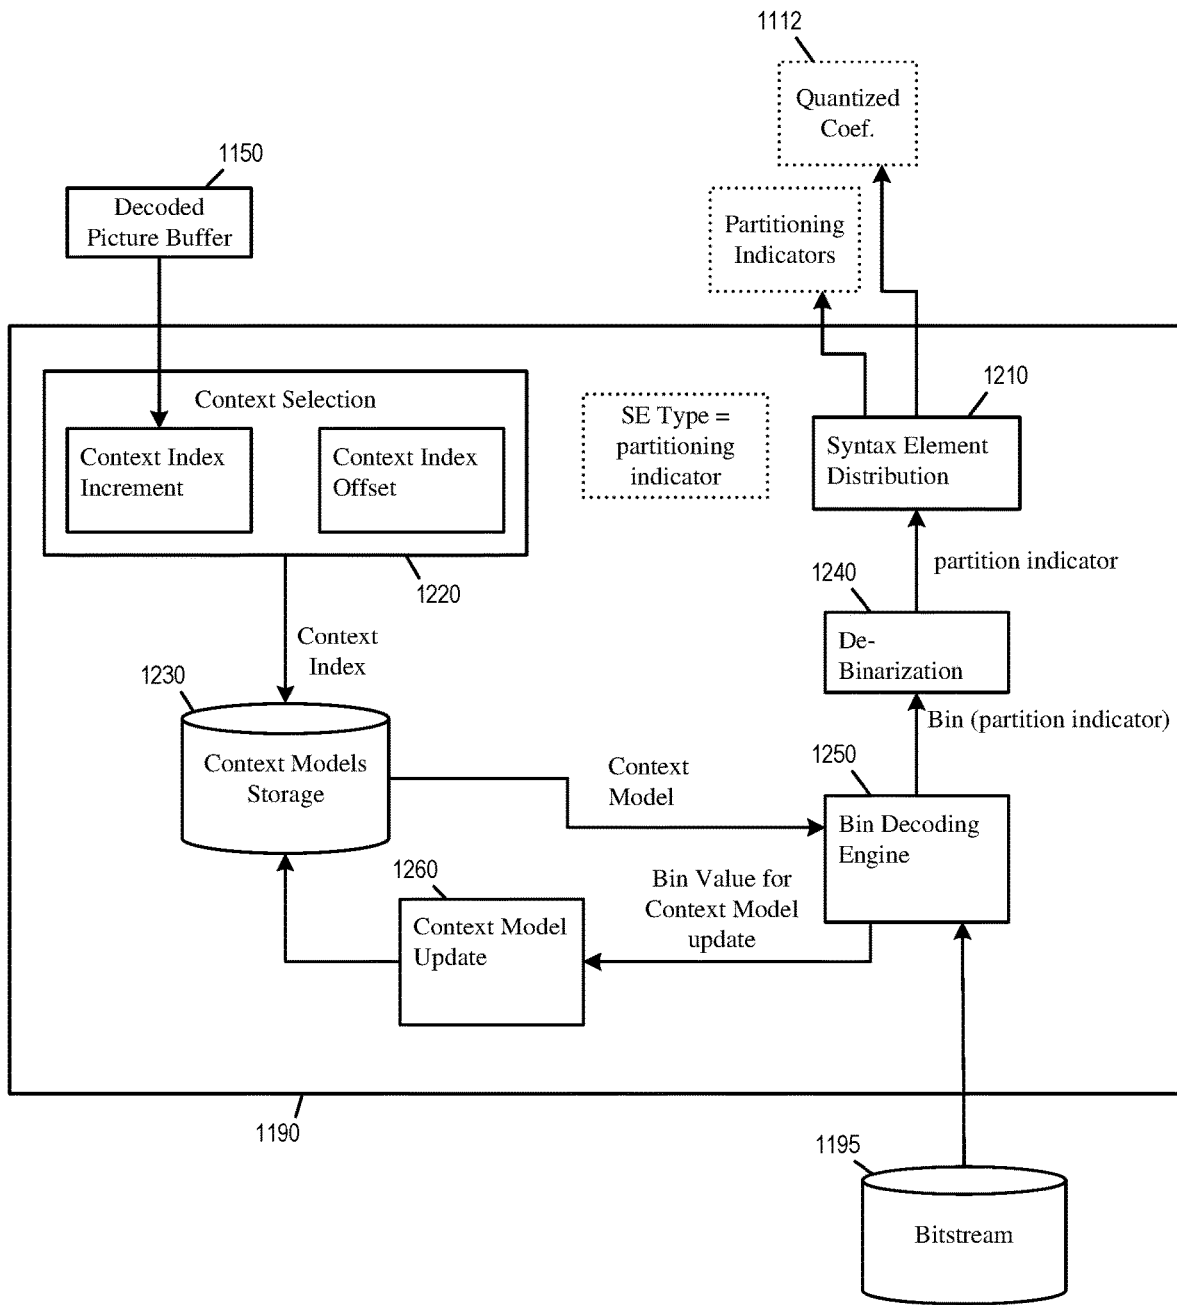 1112
Quantized
Coef.
1150
Decoded
Picture Buffer
Partitioning
Indicators
Context Selection
Context Index
Increment
Context Index
Offset
1220
SE Type =
partitioning
indicator
1210
Syntax Element
Distribution
partition indicator
1240
De-
Binarization
Bin (partition indicator)
Context
Index
1230
Context Models
Storage
Context
Model
1250
Bin Decoding
Engine
1260
Context Model
Update
Bin Value for
Context Model
update
1190
1195
Bitstream